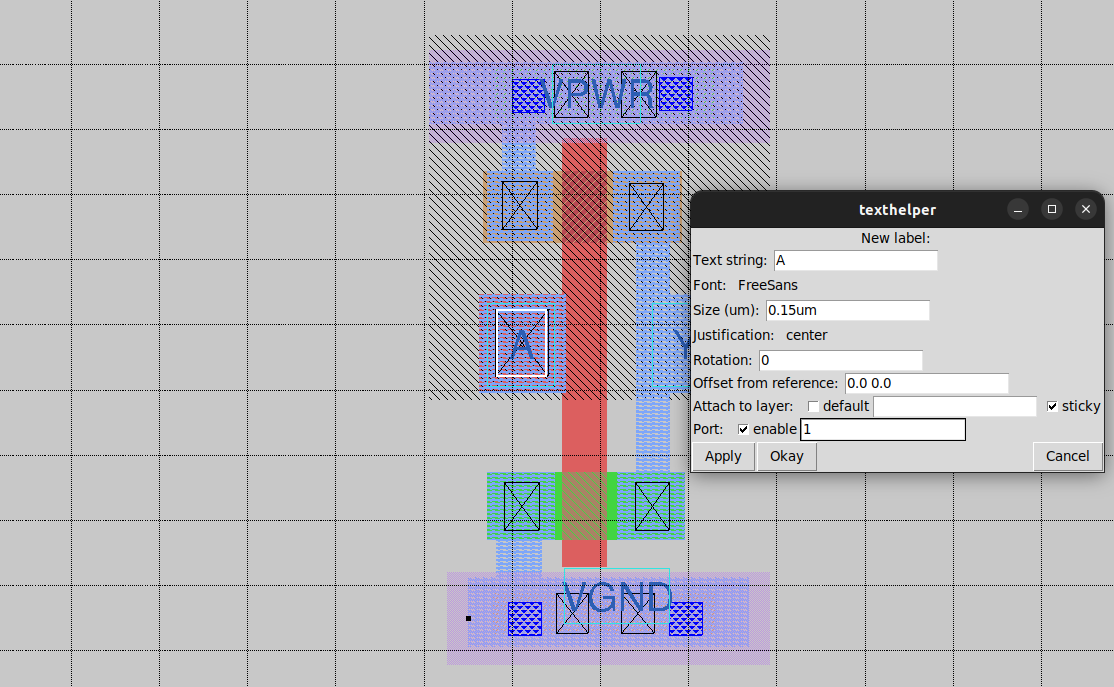 VPWR
A
Y
VGND
texthelper
New label:
Text string: A
Font: FreeSans
Size (um): 0.15um
Justification: center
Rotation: 0
Offset from reference: 0.0 0.0
Attach to layer: default sticky
Port: enable 1
Apply Okay Cancel